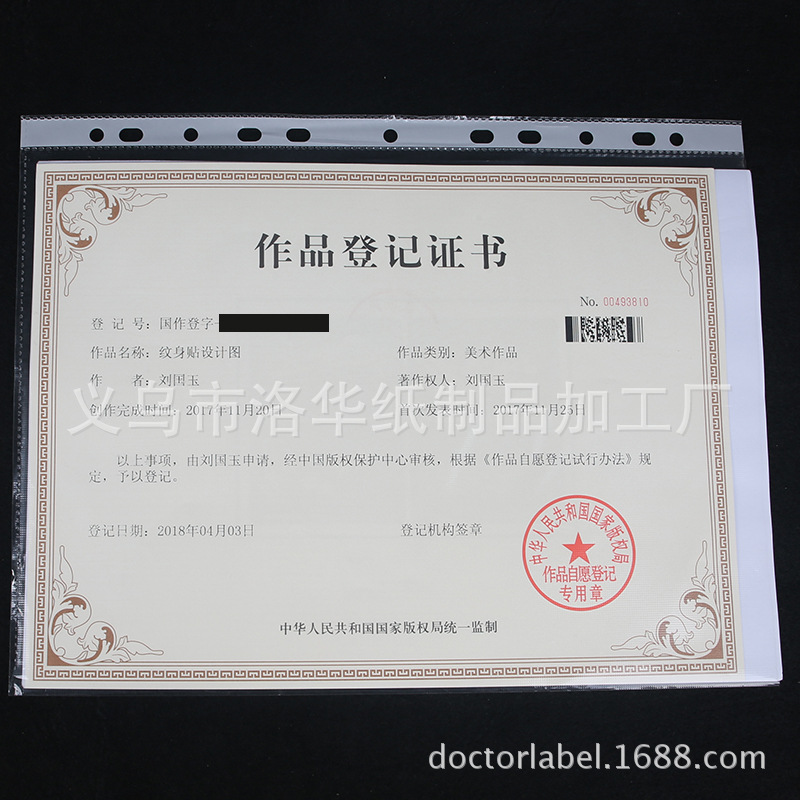 作品登记证书
No. 00493810
登 记 号：国作登字-
作品名称：纹身贴设计图 作品类别：美术作品
作 者：刘国玉 著作权人：刘国玉
义乌市洛华纸制品加工厂
创作完成时间：2017年11月20日 首次发表时间：2017年11月25日
以上事项，由刘国玉申请，经中国版权保护中心审核，根据《作品自愿登记试行办法》规
定，予以登记。
登记日期：2018年04月03日 登记机构签章
中华人民共和国国家版权局
作品自愿登记
专用章
中华人民共和国国家版权局统一监制
doctorlabel.1688.com